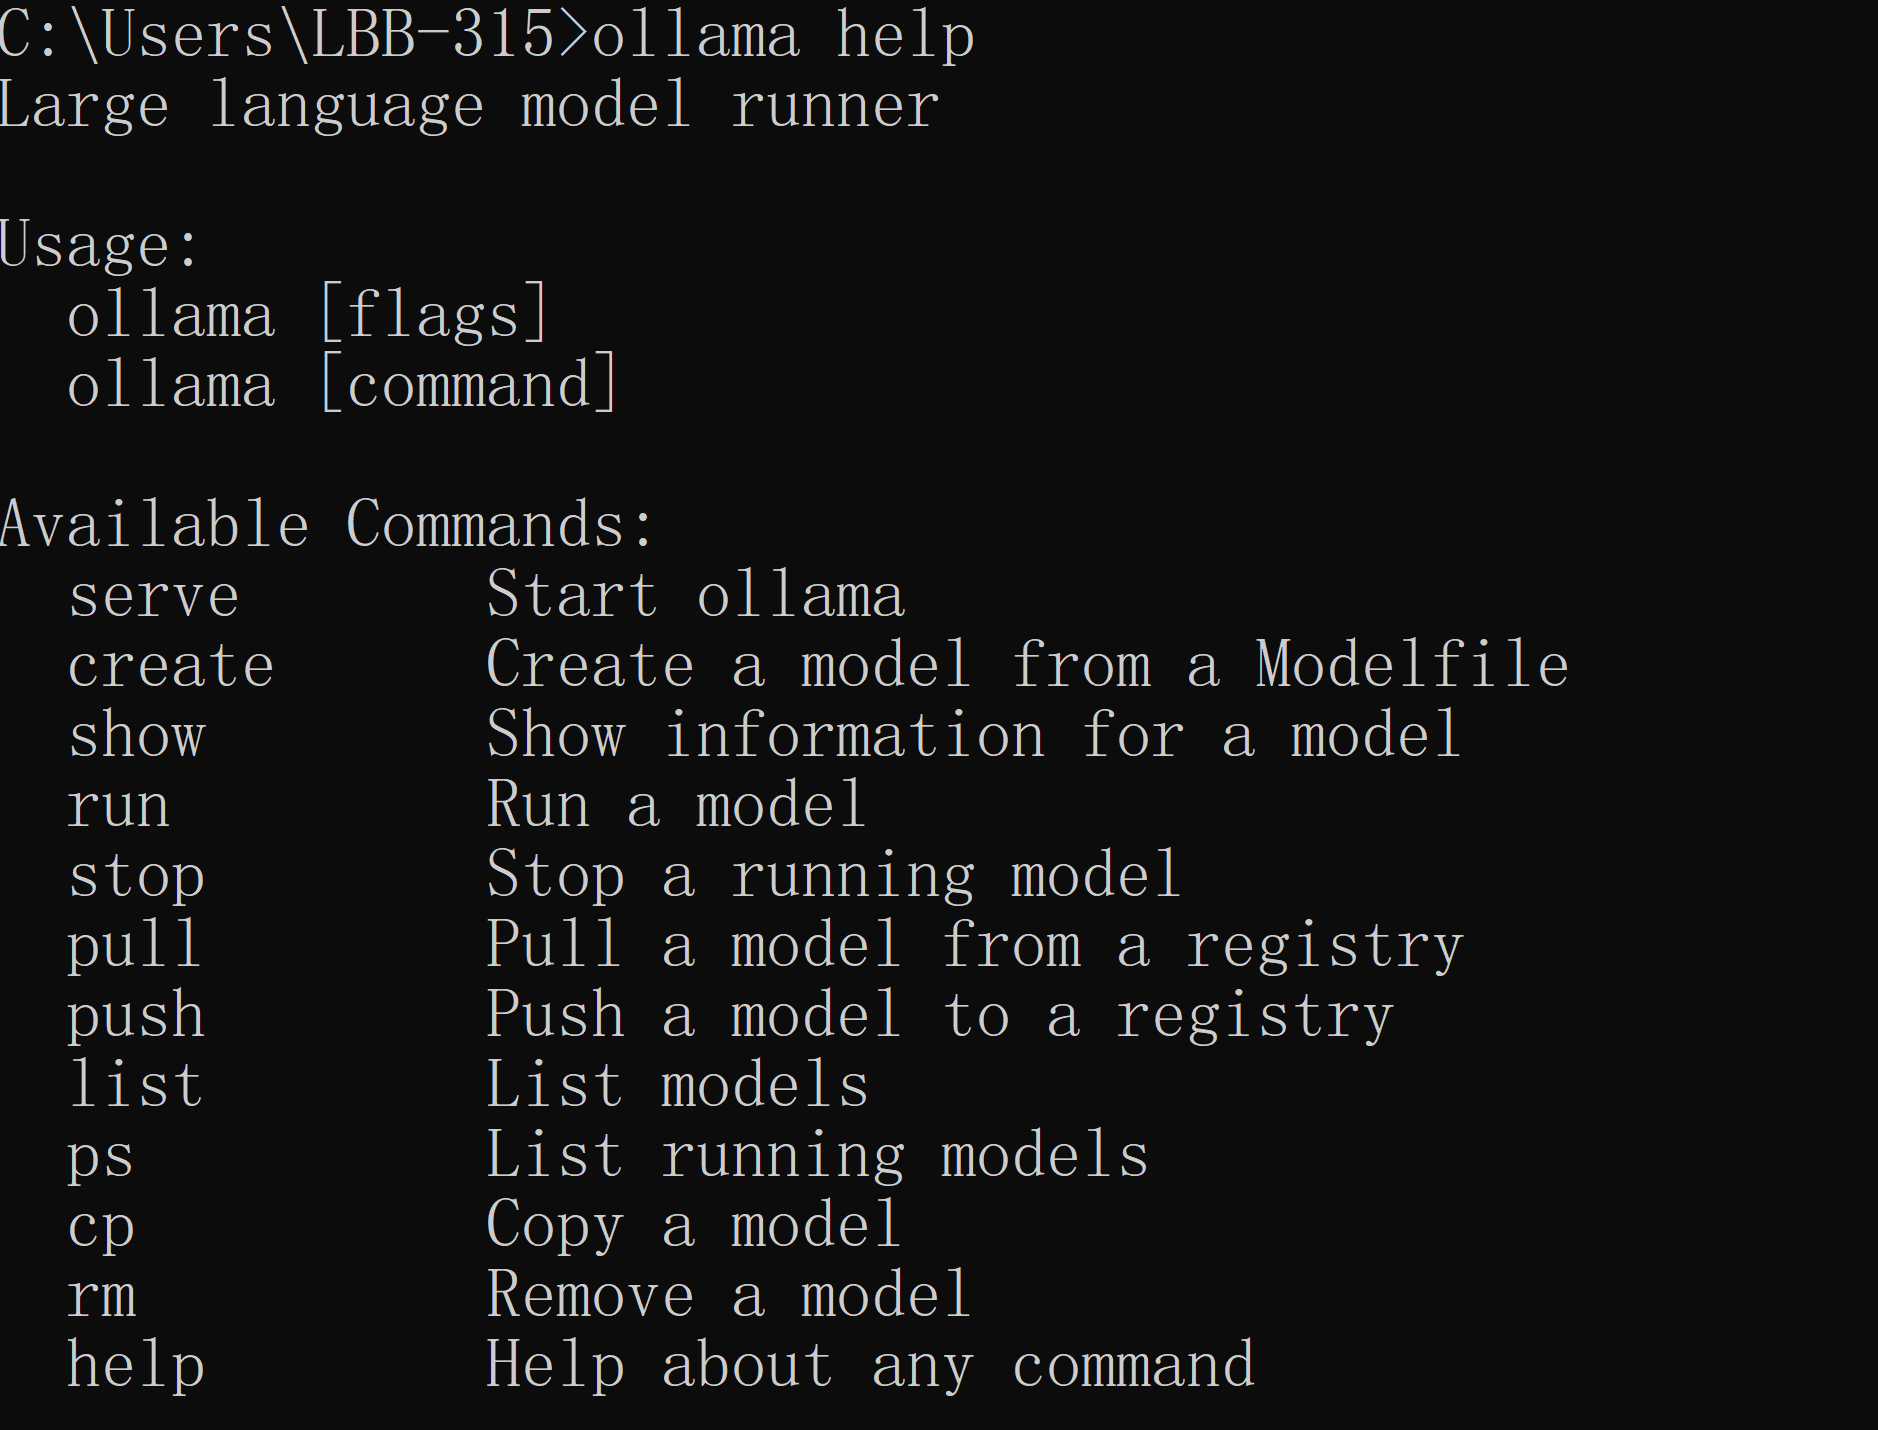 C:\Users\LBB-315>ollama help
Large language model runner

Usage:
  ollama [flags]
  ollama [command]

Available Commands:
  serve       Start ollama
  create      Create a model from a Modelfile
  show        Show information for a model
  run         Run a model
  stop        Stop a running model
  pull        Pull a model from a registry
  push        Push a model to a registry
  list        List models
  ps          List running models
  cp          Copy a model
  rm          Remove a model
  help        Help about any command